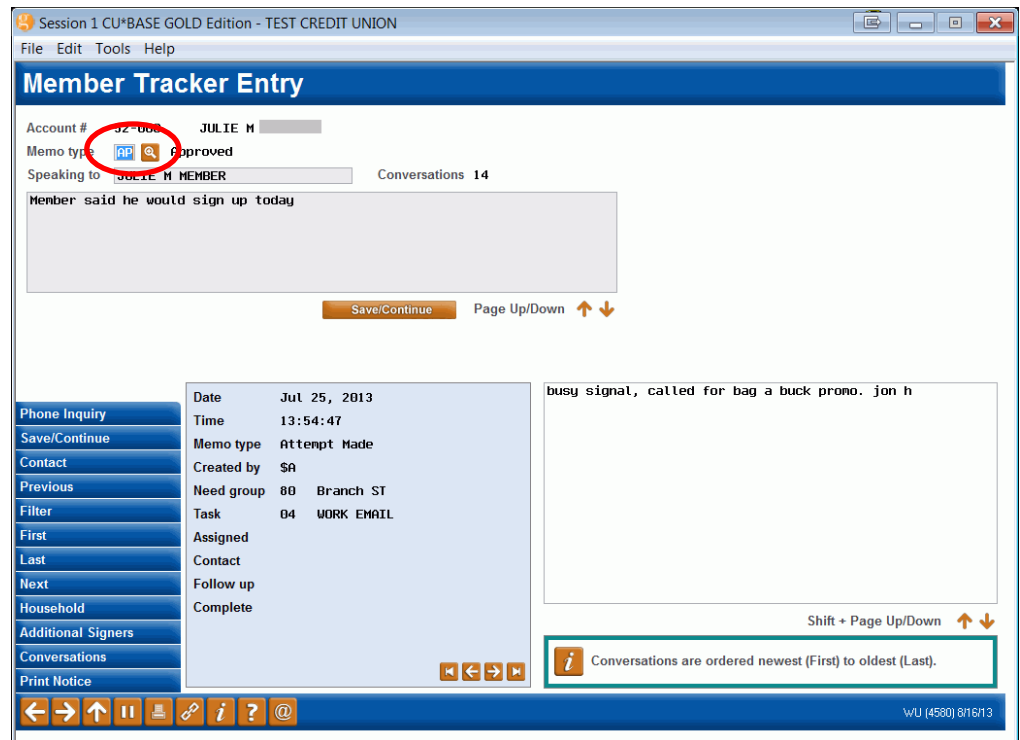 Session 1 CU*BASE GOLD Edition - TEST CREDIT UNION
File Edit Tools Help
Member Tracker Entry
Account # JULIE M
Memo type AP Approved
Speaking to JULIE M MEMBER Conversations 14
Member said he would sign up today
Save/Continue Page Up/Down
Phone Inquiry
Save/Continue
Contact
Previous
Filter
First
Last
Next
Household
Additional Signers
Conversations
Print Notice
Date Jul 25, 2013
Time 13:54:47
Memo type Attempt Made
Created by $A
Need group 80 Branch ST
Task 04 WORK EMAIL
Assigned
Contact
Follow up
Complete
busy signal, called for bag a buck promo. jon h
Shift + Page Up/Down
i Conversations are ordered newest (First) to oldest (Last).
i ? @
WU (4580) 8/16/13